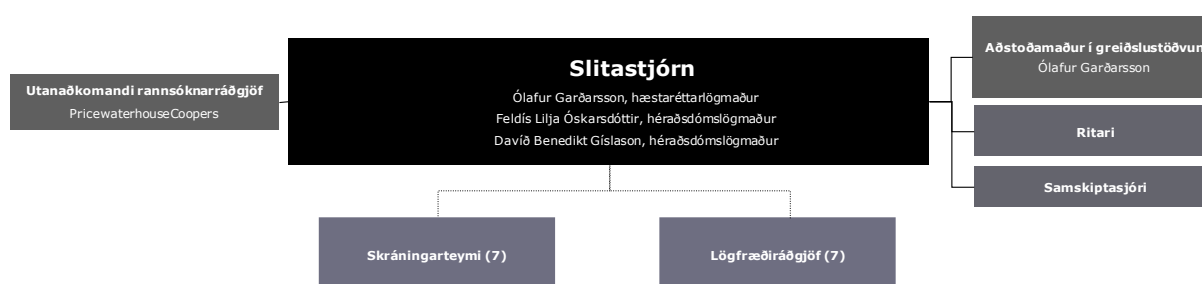 Slitastjórn
Ólafur Garðarsson, hæstaréttarlögmaður
Feldís Lilja Óskarsdóttir, héraðsdómslögmaður
Davíð Benedikt Gíslason, héraðsdómslögmaður
Utanaðkomandi rannsóknarráðgjöf
PricewaterhouseCoopers
Aðstoðamaður í greiðslustöðvun
Ólafur Garðarsson
Ritari
Samskiptasjóri
Skráningarteymi (7)
Lögfræðiráðgjöf (7)